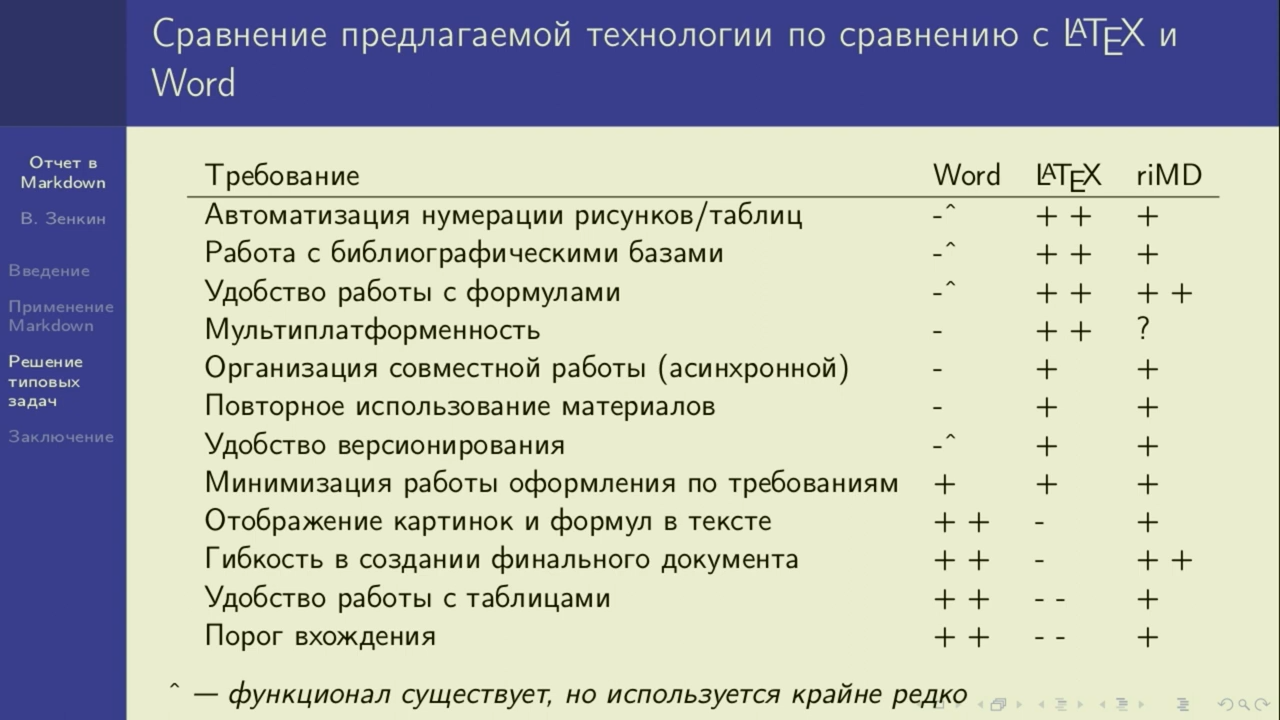 Сравнение предлагаемой технологии по сравнению с LATEX и
Word
Отчет в
Markdown
В. Зенкин
Введение
Применение
Markdown
Решение
типовых
задач
Заключение
Требование Word LATEX riMD
Автоматизация нумерации рисунков/таблиц -^ + + +
Работа с библиографическими базами -^ + + +
Удобство работы с формулами -^ + + + +
Мультиплатформенность - + + ?
Организация совместной работы (асинхронной) - + +
Повторное использование материалов - + +
Удобство версионирования -^ + +
Минимизация работы оформления по требованиям + + +
Отображение картинок и формул в тексте + + - +
Гибкость в создании финального документа + + - + +
Удобство работы с таблицами + + - - +
Порог вхождения + + - - +
^ — функционал существует, но используется крайне редко